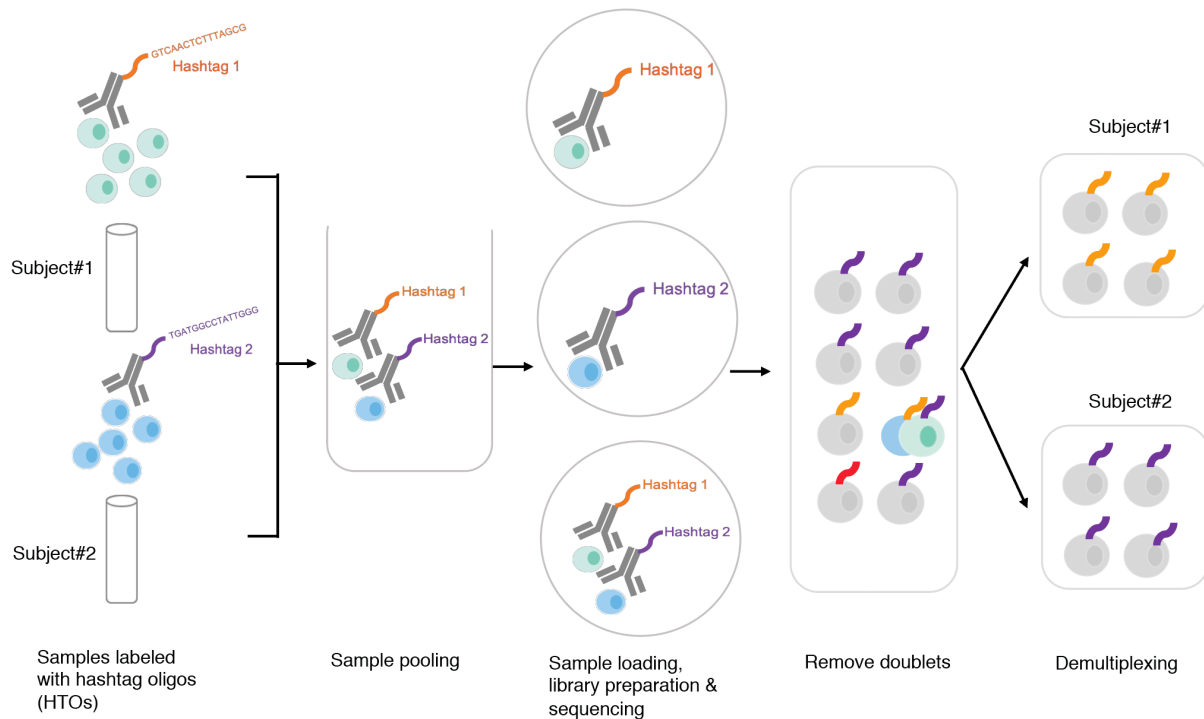 GTCAACTCTTTAGCG
Hashtag 1
Subject#1
TGATGGCCTATTGGG
Hashtag 2
Subject#2
Samples labeled
with hashtag oligos
(HTOs)
Hashtag 1
Hashtag 2
Sample pooling
Hashtag 1
Hashtag 2
Hashtag 1
Hashtag 2
Sample loading,
library preparation &
sequencing
Remove doublets
Subject#1
Subject#2
Demultiplexing